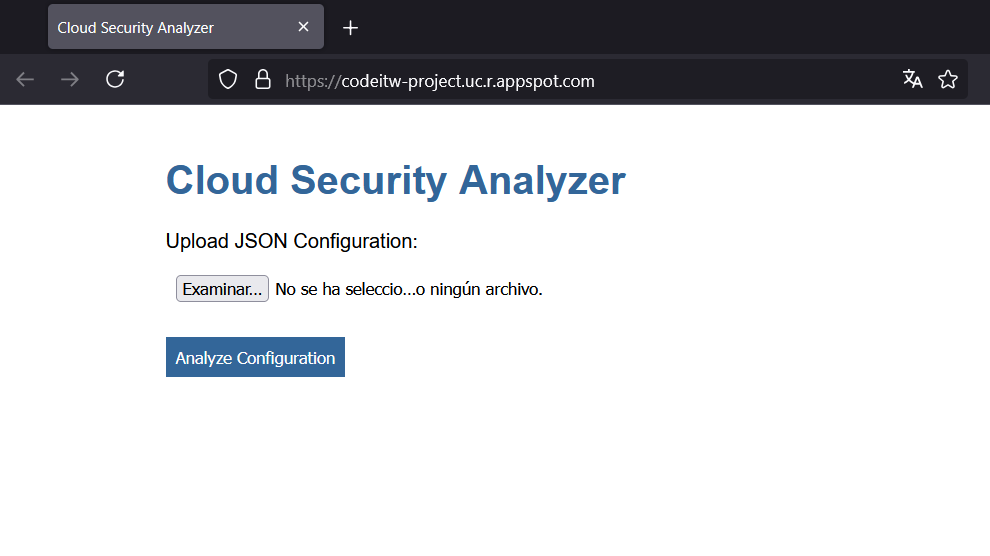 Cloud Security Analyzer
https://codeitw-project.uc.r.appspot.com
Cloud Security Analyzer
Upload JSON Configuration:
Examinar... No se ha seleccio...o ningún archivo.
Analyze Configuration